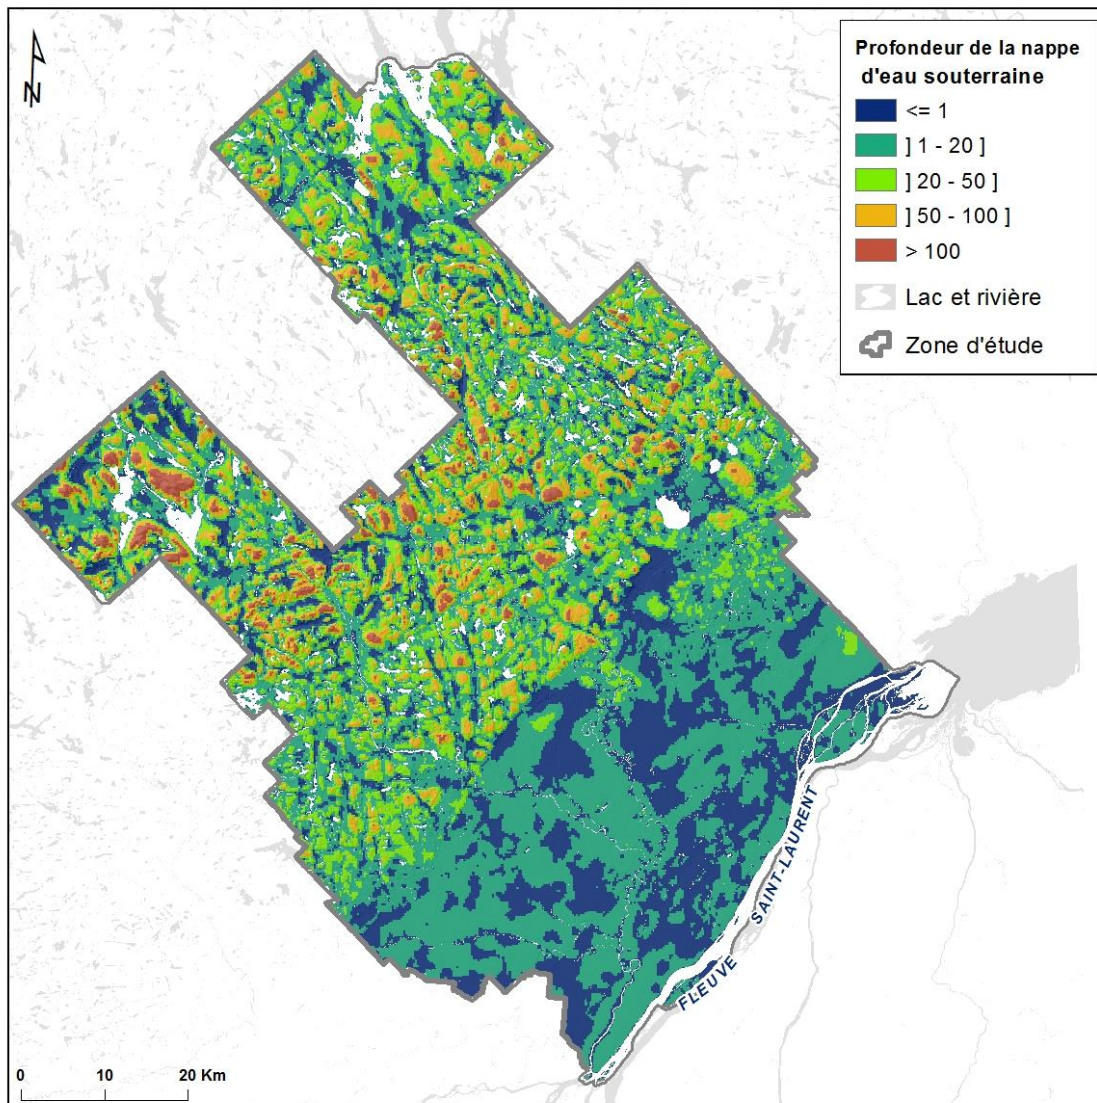 N
Profondeur de la nappe
d'eau souterraine
<= 1
] 1 - 20 ]
] 20 - 50 ]
] 50 - 100 ]
> 100
Lac et rivière
Zone d'étude
FLEUVE SAINT-LAURENT
0 10 20 Km